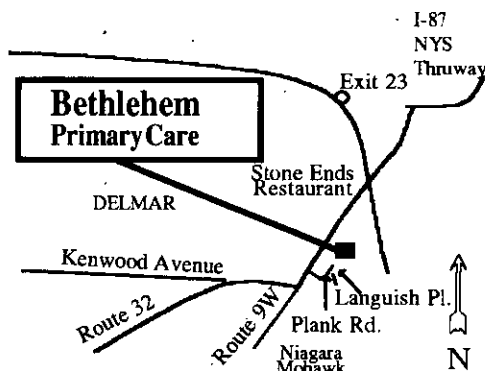 I-87
NYS
Thruway
Exit 23
Bethlehem
Primary Care
Stone Ends
Restaurant
DELMAR
Kenwood Avenue
Languish Pl.
Route 32
Route 9W
Plank Rd.
Niagara
Mohawk
N